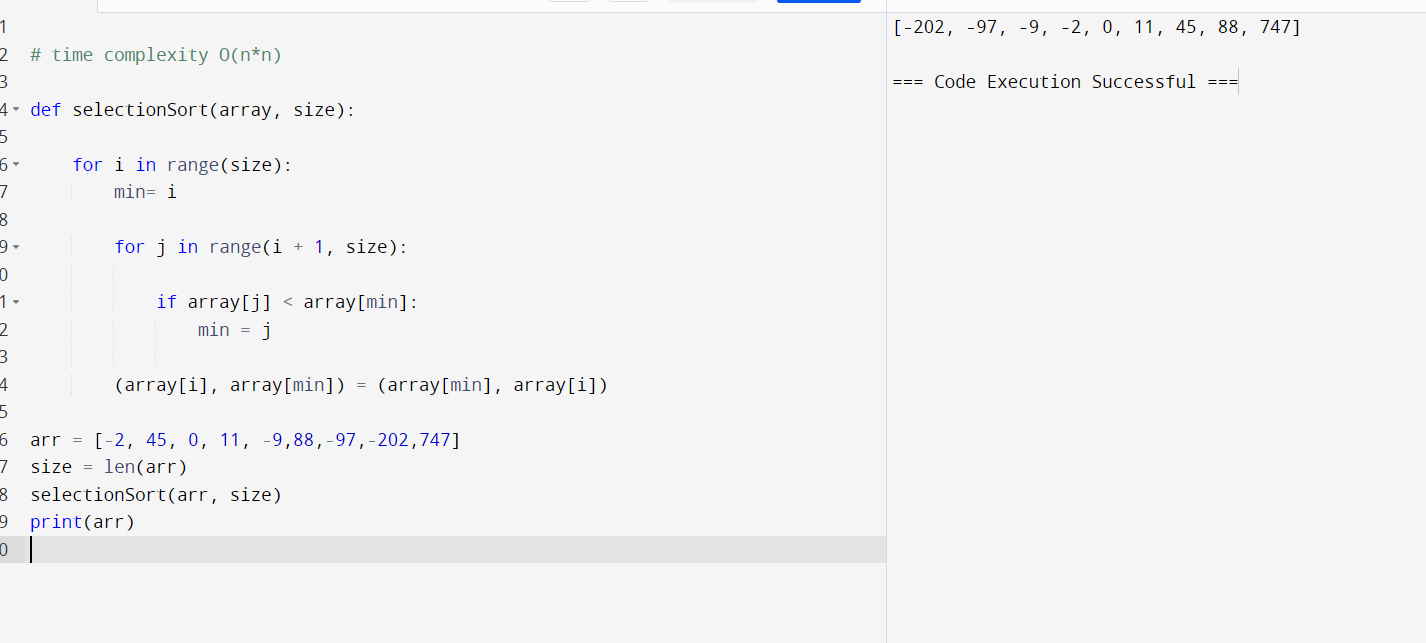 1
2 # time complexity O(n*n)
3
4 def selectionSort(array, size):
5
6 for i in range(size):
7 min= i
8
9 for j in range(i + 1, size):
0
1 if array[j] < array[min]:
2 min = j
3
4 (array[i], array[min]) = (array[min], array[i])
5
6 arr = [-2, 45, 0, 11, -9,88,-97,-202,747]
7 size = len(arr)
8 selectionSort(arr, size)
9 print(arr)
0
[-202, -97, -9, -2, 0, 11, 45, 88, 747]
=== Code Execution Successful ===